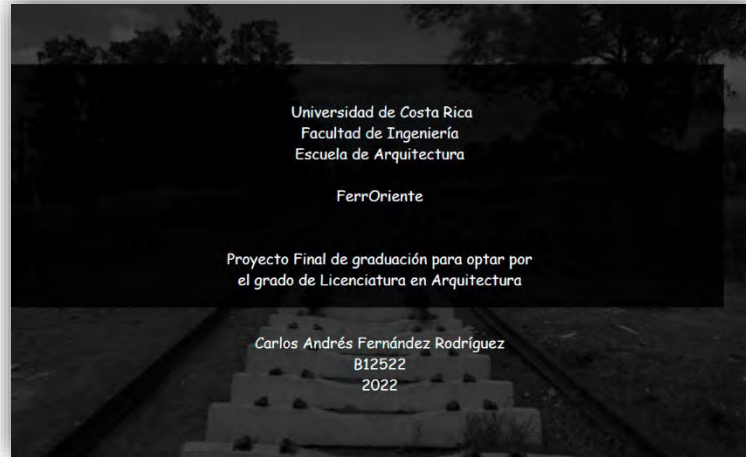 Universidad de Costa Rica
Facultad de Ingeniería
Escuela de Arquitectura
FerrOriente
Proyecto Final de graduación para optar por
el grado de Licenciatura en Arquitectura
Carlos Andrés Fernández Rodríguez
B12522
2022